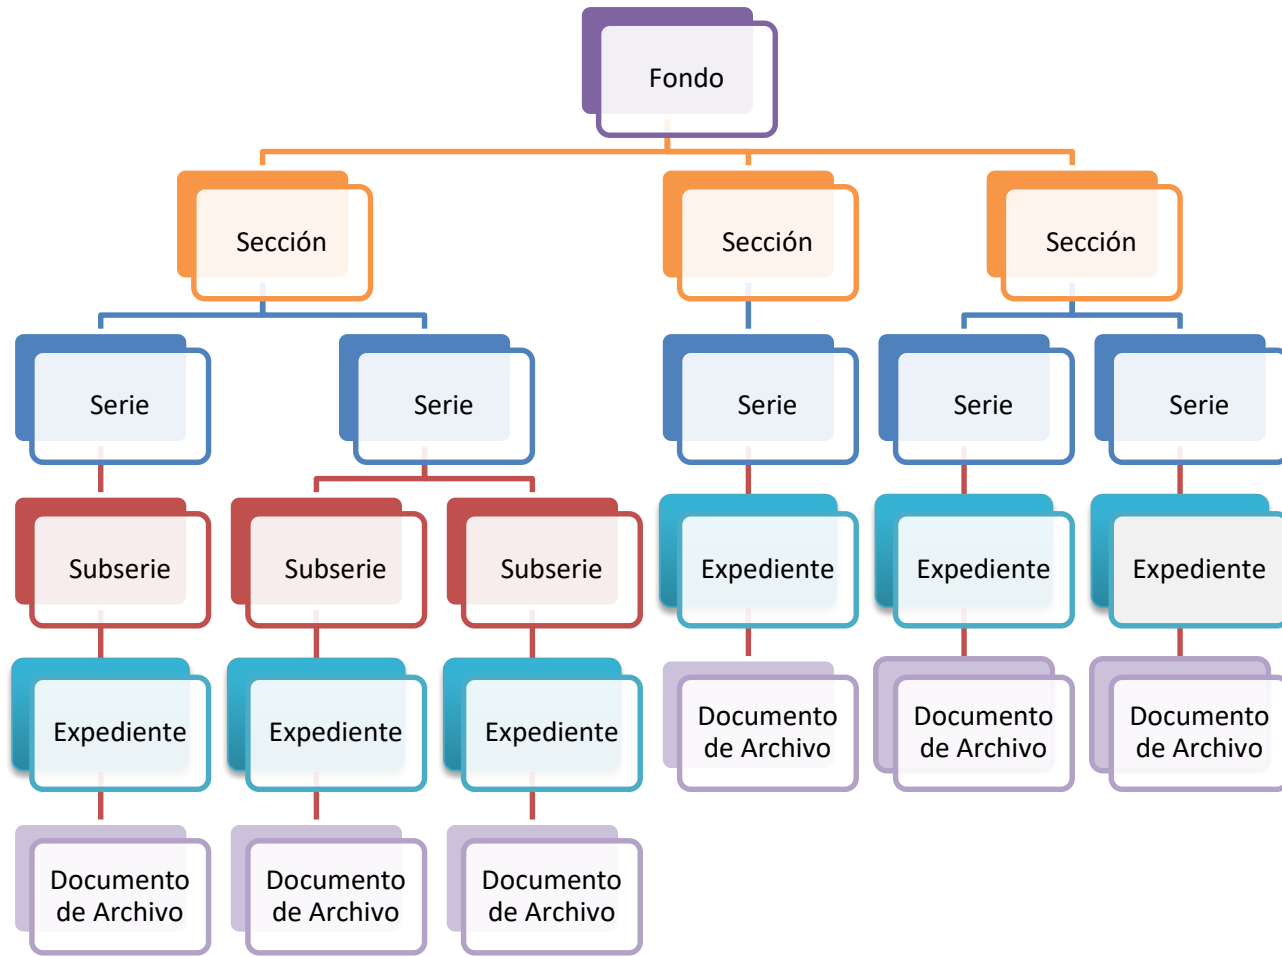 Fondo
Sección
Sección
Sección
Serie
Serie
Serie
Serie
Serie
Subserie
Subserie
Subserie
Expediente
Expediente
Expediente
Expediente
Expediente
Expediente
Documento
de Archivo
Documento
de Archivo
Documento
de Archivo
Documento
de Archivo
Documento
de Archivo
Documento
de Archivo